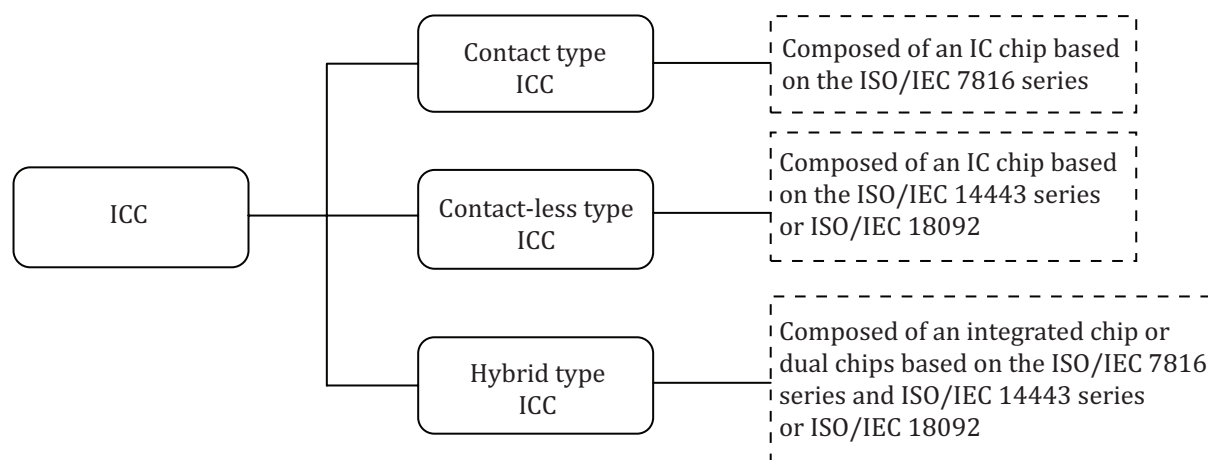 Contact type
ICC
Composed of an IC chip based
on the ISO/IEC 7816 series
ICC
Contact-less type
ICC
Composed of an IC chip based
on the ISO/IEC 14443 series
or ISO/IEC 18092
Hybrid type
ICC
Composed of an integrated chip or
dual chips based on the ISO/IEC 7816
series and ISO/IEC 14443 series
or ISO/IEC 18092